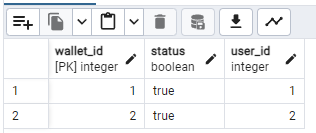 wallet_id status user_id
[PK] integer boolean integer
1 1 true 1
2 2 true 2